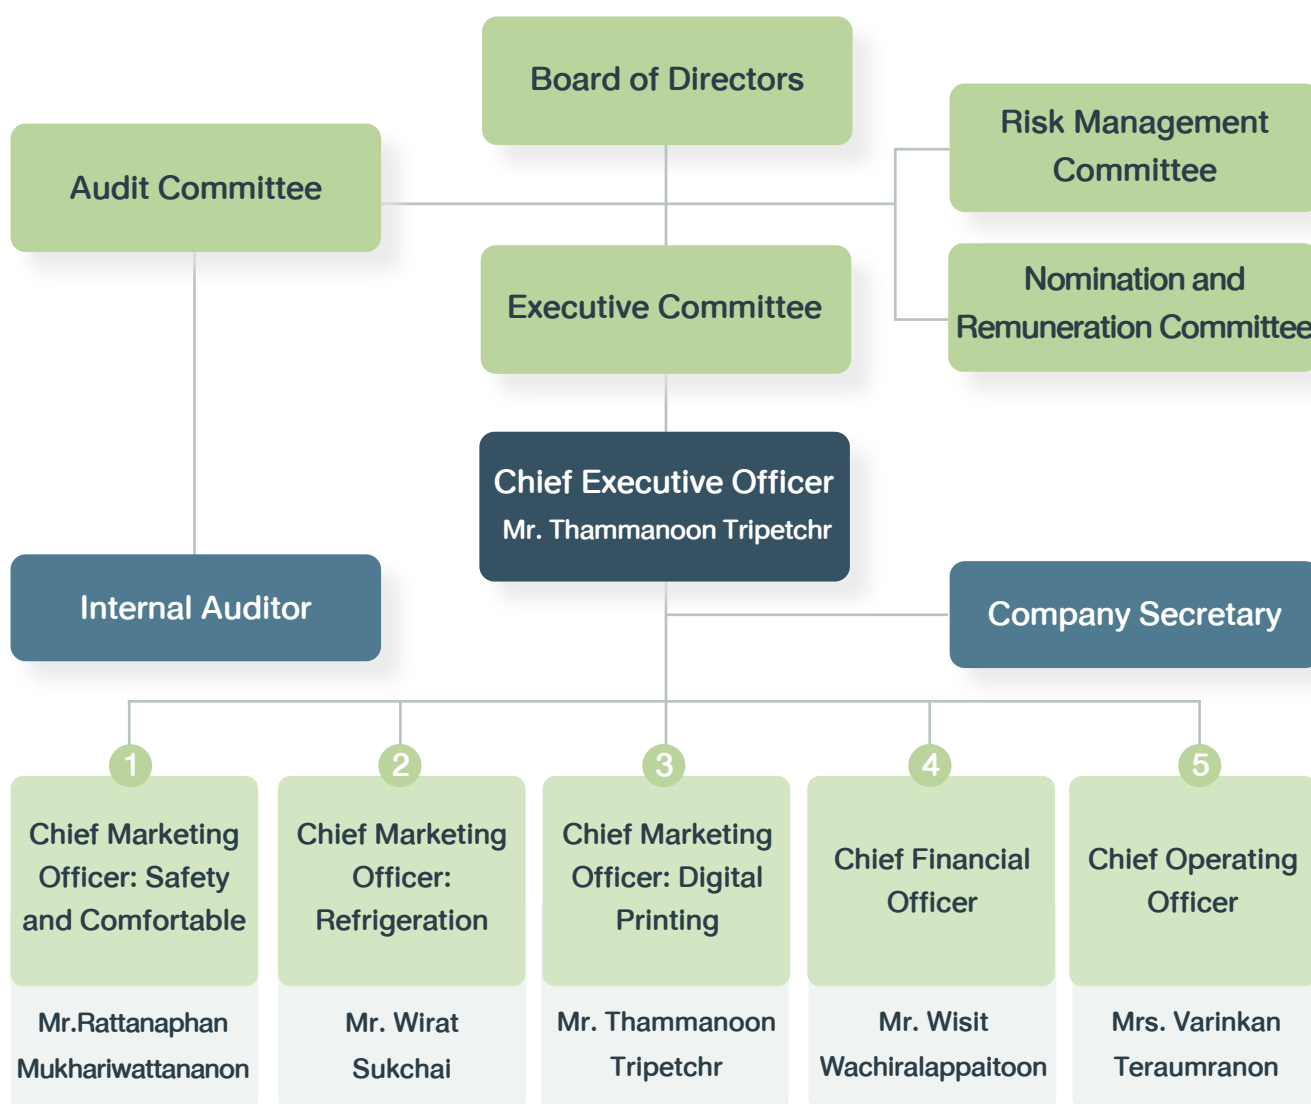 Board of Directors
Risk Management
Committee
Audit Committee
Nomination and
Remuneration Committee
Executive Committee
Chief Executive Officer
Mr. Thammanoon Tripetchr
Internal Auditor
Company Secretary
1
Chief Marketing
Officer: Safety
and Comfortable
Mr.Rattanaphan
Mukhariwattananon
2
Chief Marketing
Officer:
Refrigeration
Mr. Wirat
Sukchai
3
Chief Marketing
Officer: Digital
Printing
Mr. Thammanoon
Tripetchr
4
Chief Financial
Officer
Mr. Wisit
Wachiralappaitoon
5
Chief Operating
Officer
Mrs. Varinkan
Teraumranon